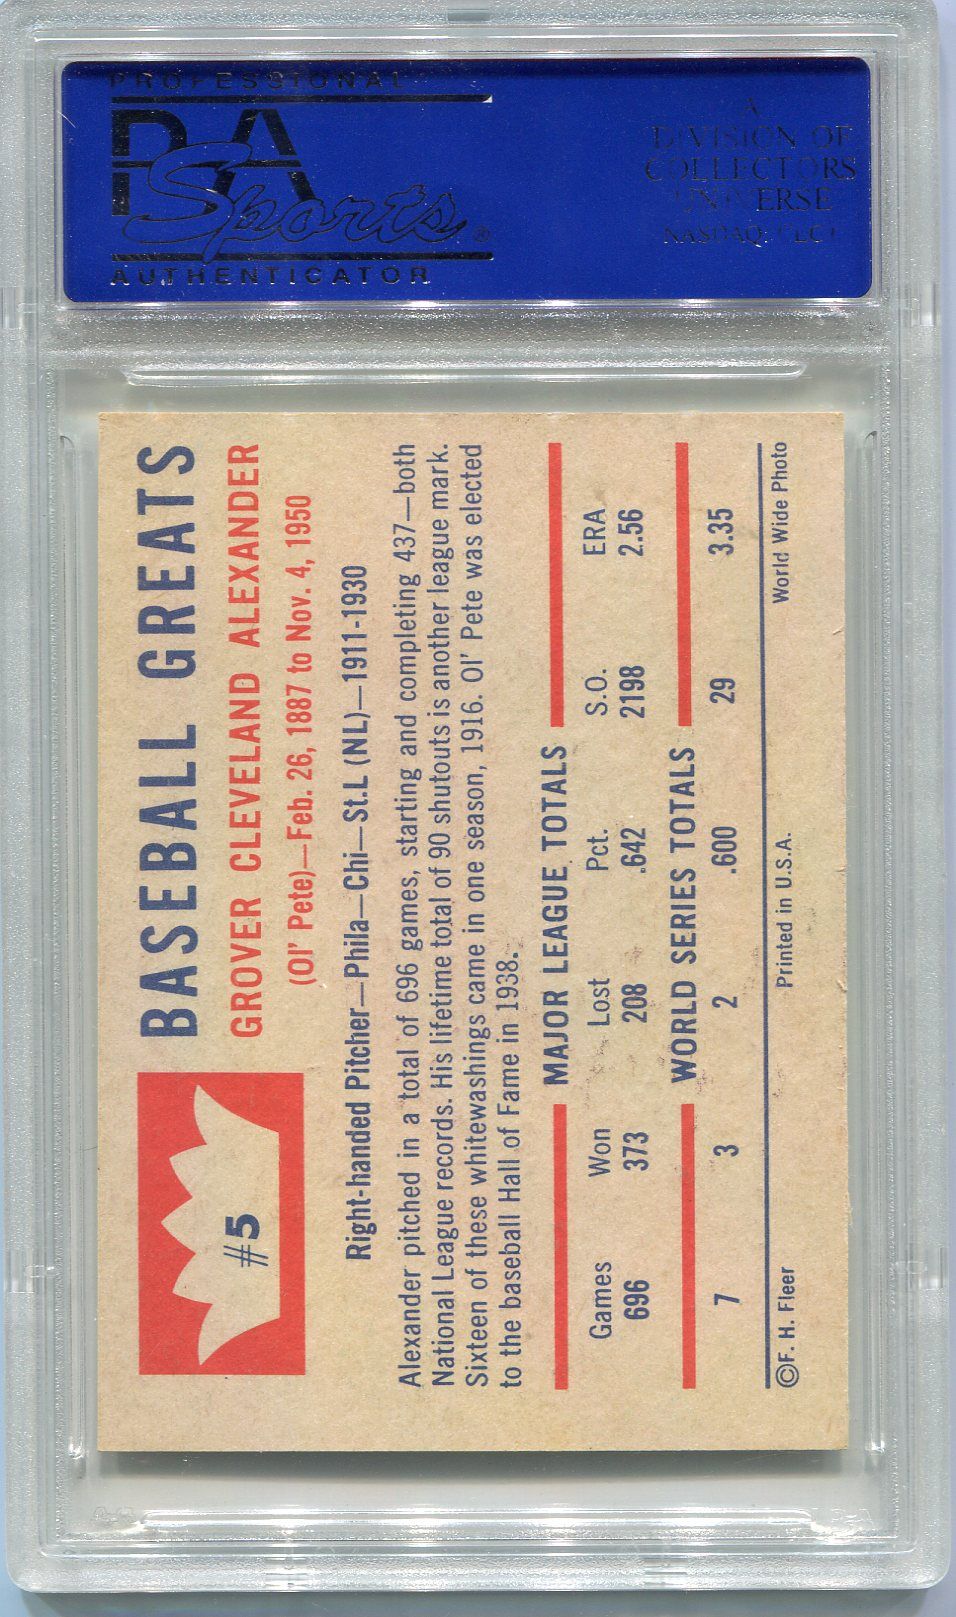 PROFESSIONAL
PSA
Sports®
AUTHENTICATOR
A
DIVISION OF
COLLECTORS
UNIVERSE
NASDAQ: CLCT
#5
BASEBALL GREATS
GROVER CLEVELAND ALEXANDER
(Ol' Pete)—Feb. 26, 1887 to Nov. 4, 1950
Right-handed Pitcher—Phila—Chi—St.L (NL)—1911-1930
Alexander pitched in a total of 696 games, starting and completing 437—both
National League records. His lifetime total of 90 shutouts is another league mark.
Sixteen of these whitewashings came in one season, 1916. Ol' Pete was elected
to the baseball Hall of Fame in 1938.
MAJOR LEAGUE TOTALS
Games Won Lost Pct. S.O. ERA
696 373 208 .642 2198 2.56
WORLD SERIES TOTALS
7 3 2 .600 29 3.35
©F. H. Fleer Printed in U.S.A. World Wide Photo